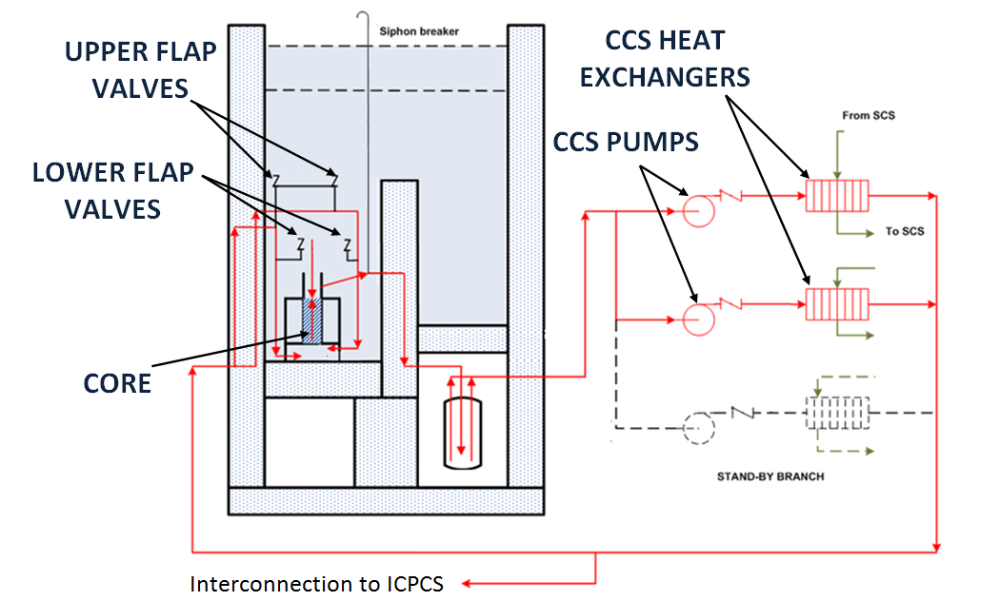 Siphon breaker
UPPER FLAP
VALVES
CCS HEAT
EXCHANGERS
From SCS
CCS PUMPS
LOWER FLAP
VALVES
To SCS
CORE
STAND-BY BRANCH
Interconnection to ICPCS